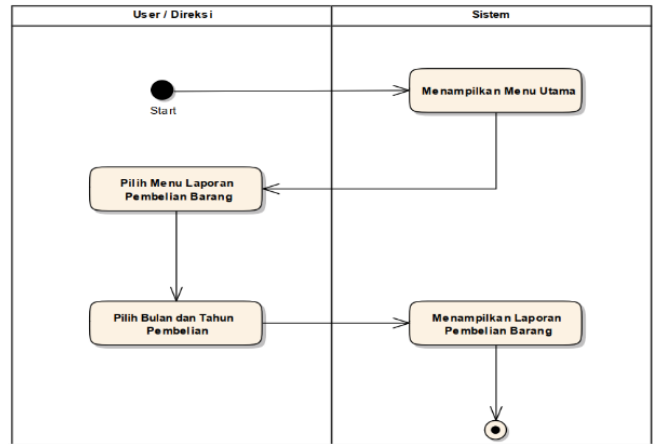 User / Direksi
Sistem
Start
Menampilkan Menu Utama
Pilih Menu Laporan
Pembelian Barang
Pilih Bulan dan Tahun
Pembelian
Menampilkan Laporan
Pembelian Barang